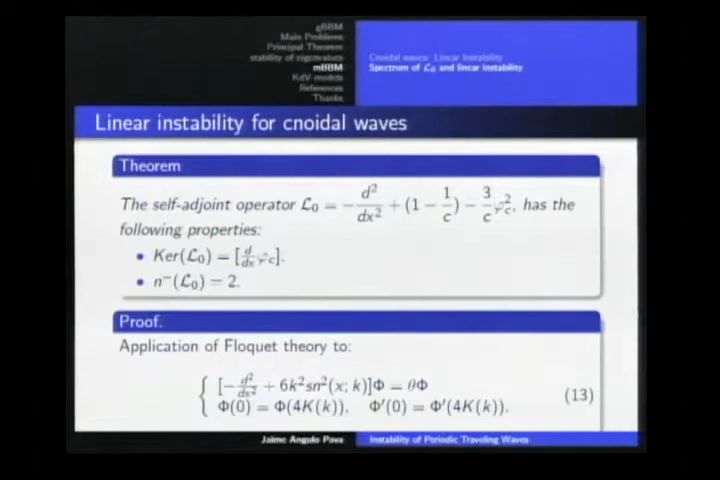 gBBM
Main Problems
Principal Theorem
stability of eigenvalues
mBBM
KdV models
References
Thanks
Cnoidal waves: Linear Instability
Spectrum of ℒ₀ and linear instability
Linear instability for cnoidal waves
Theorem
The self-adjoint operator ℒ₀ = −d²/dx² + (1 − 1/c) − 3/c φ_c², has the
following properties:
• Ker(ℒ₀) = [d/dx φ_c].
• n⁻(ℒ₀) = 2.
Proof.
Application of Floquet theory to:
{ [−d²/dx² + 6k²sn²(x; k)]Φ = θΦ
Φ(0) = Φ(4K(k)), Φ′(0) = Φ′(4K(k)). (13)
Jaime Angulo Pava Instability of Periodic Traveling Waves